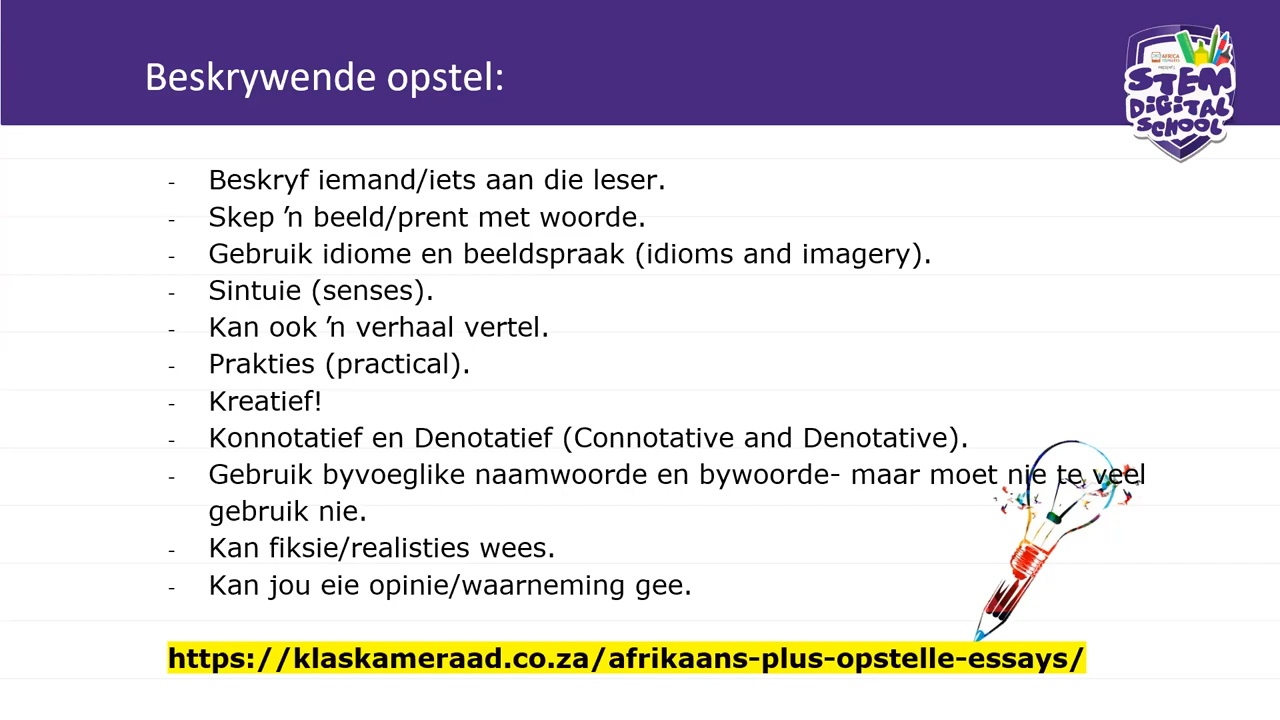 Beskrywende opstel:
AFRICA
PRESENTS
STEM
DIGITAL
SCHOOL
- Beskryf iemand/iets aan die leser.
- Skep ’n beeld/prent met woorde.
- Gebruik idiome en beeldspraak (idioms and imagery).
- Sintuie (senses).
- Kan ook ’n verhaal vertel.
- Prakties (practical).
- Kreatief!
- Konnotatief en Denotatief (Connotative and Denotative).
- Gebruik byvoeglike naamwoorde en bywoorde- maar moet nie te veel
gebruik nie.
- Kan fiksie/realisties wees.
- Kan jou eie opinie/waarneming gee.
https://klaskameraad.co.za/afrikaans-plus-opstelle-essays/